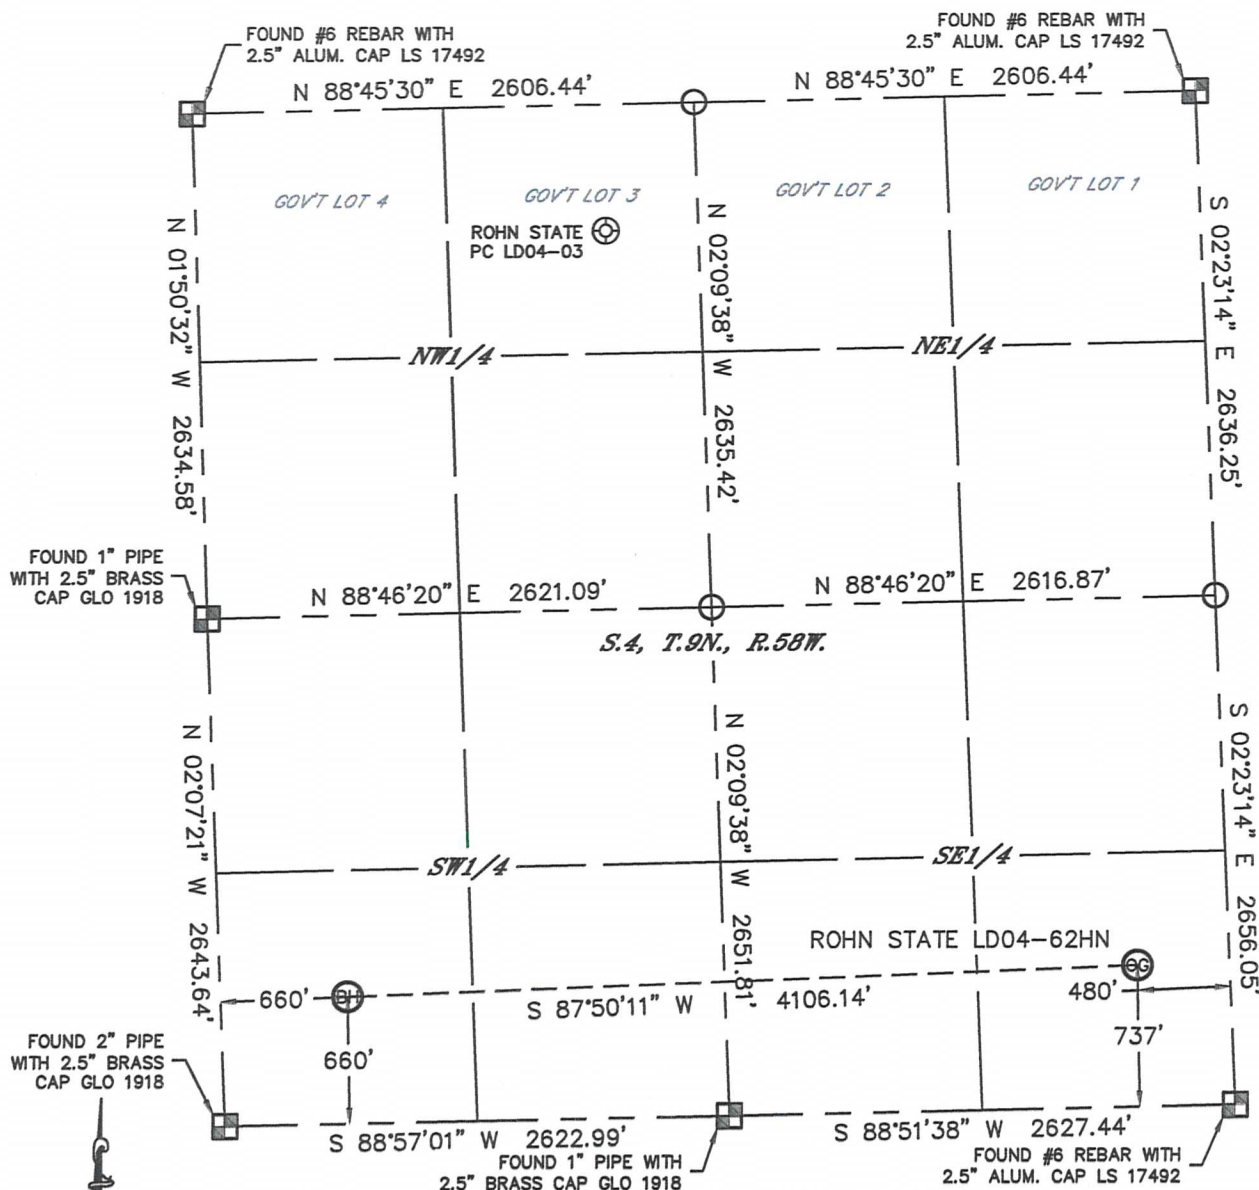 FOUND #6 REBAR WITH
2.5" ALUM. CAP LS 17492
FOUND #6 REBAR WITH
2.5" ALUM. CAP LS 17492
N 88°45'30" E 2606.44'
N 88°45'30" E 2606.44'
GOV'T LOT 4
GOV'T LOT 3
GOV'T LOT 2
GOV'T LOT 1
ROHN STATE
PC LD04-03
N 01°50'32" W 2634.58'
N 02°09'38" W 2635.42'
S 02°23'14" E 2636.25'
NW1/4
NE1/4
FOUND 1" PIPE
WITH 2.5" BRASS
CAP GLO 1918
N 88°46'20" E 2621.09'
N 88°46'20" E 2616.87'
S.4, T.9N., R.58W.
N 02°07'21" W 2643.64'
N 02°09'38" W 2651.81'
S 02°23'14" E 2656.05'
SW1/4
SE1/4
ROHN STATE LD04-62HN
660'
BH
S 87°50'11" W 4106.14'
480'
660'
737'
FOUND 2" PIPE
WITH 2.5" BRASS
CAP GLO 1918
S 88°57'01" W 2622.99'
S 88°51'38" W 2627.44'
FOUND 1" PIPE WITH
2.5" BRASS CAP GLO 1918
FOUND #6 REBAR WITH
2.5" ALUM. CAP LS 17492